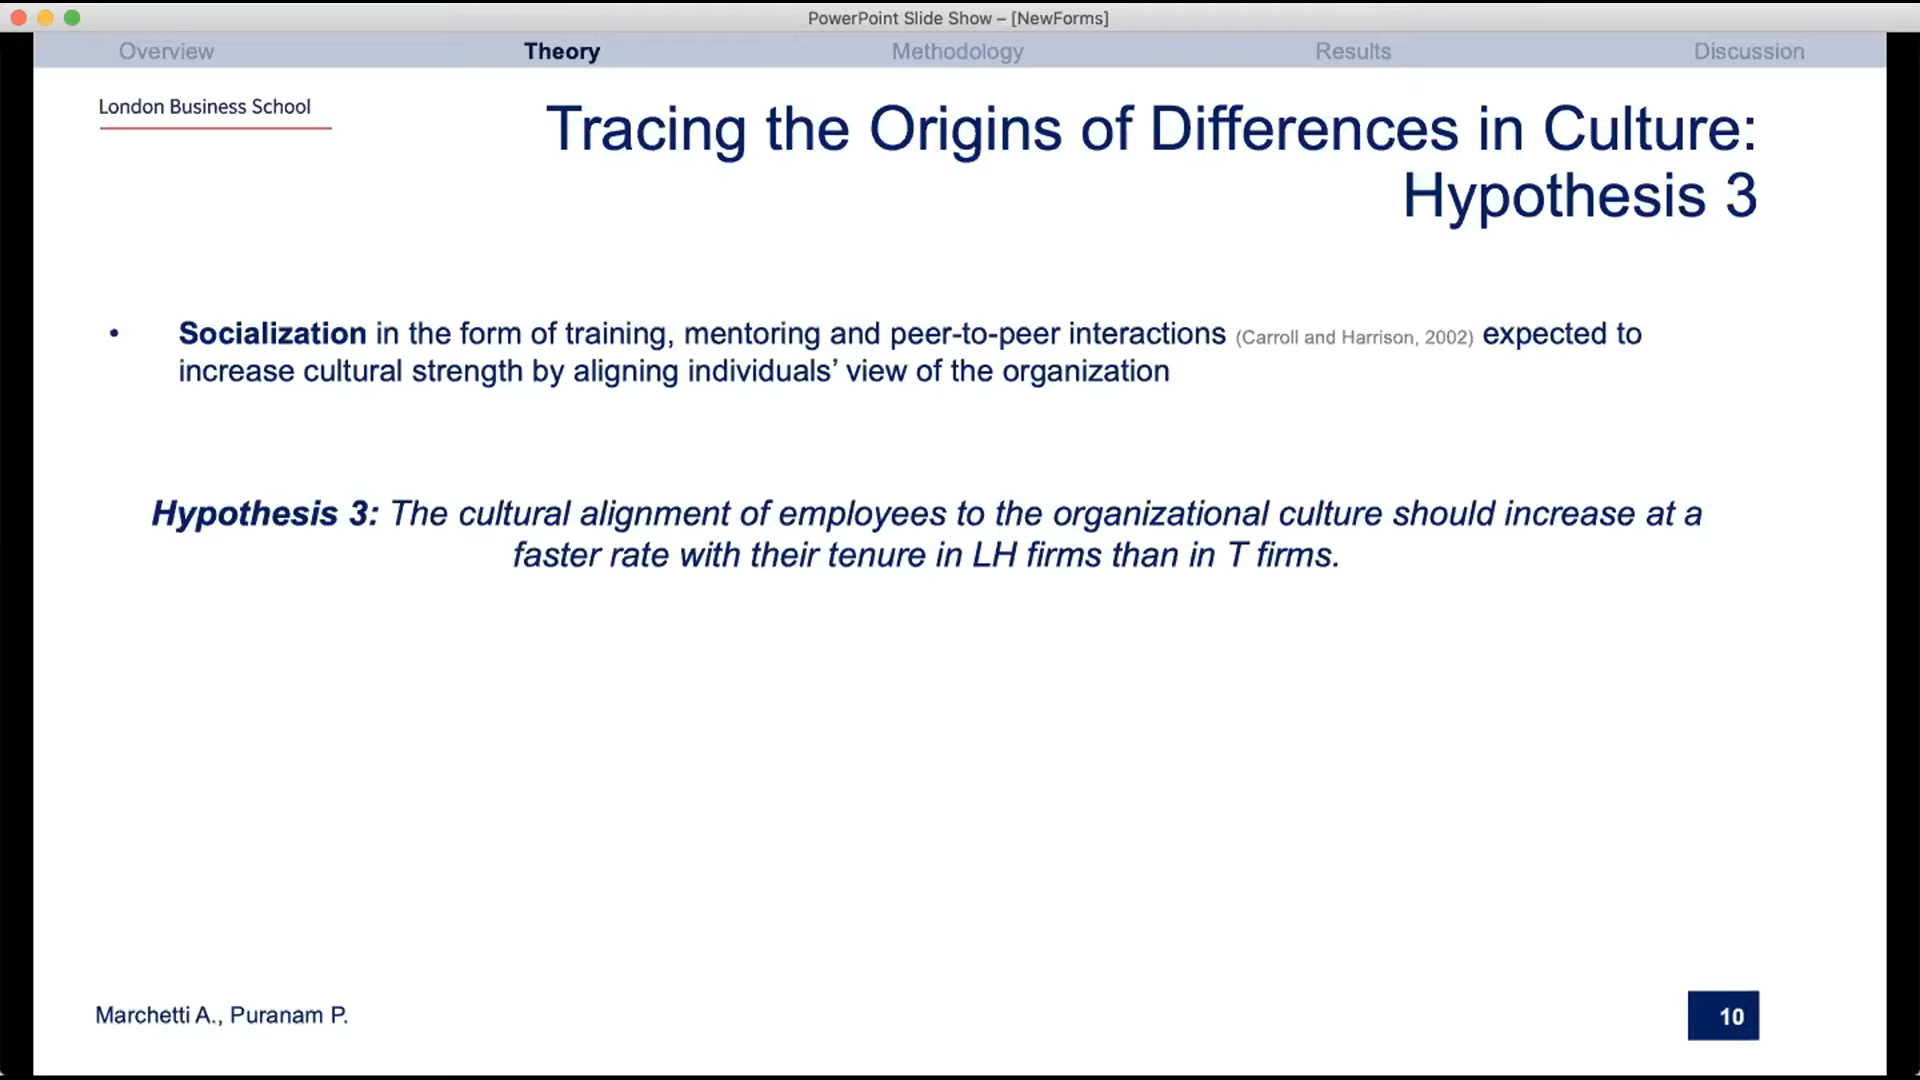 PowerPoint Slide Show – [NewForms]
Overview Theory Methodology Results Discussion
London Business School
Tracing the Origins of Differences in Culture:
Hypothesis 3
• Socialization in the form of training, mentoring and peer-to-peer interactions (Carroll and Harrison, 2002) expected to
increase cultural strength by aligning individuals’ view of the organization
Hypothesis 3: The cultural alignment of employees to the organizational culture should increase at a
faster rate with their tenure in LH firms than in T firms.
Marchetti A., Puranam P.
10